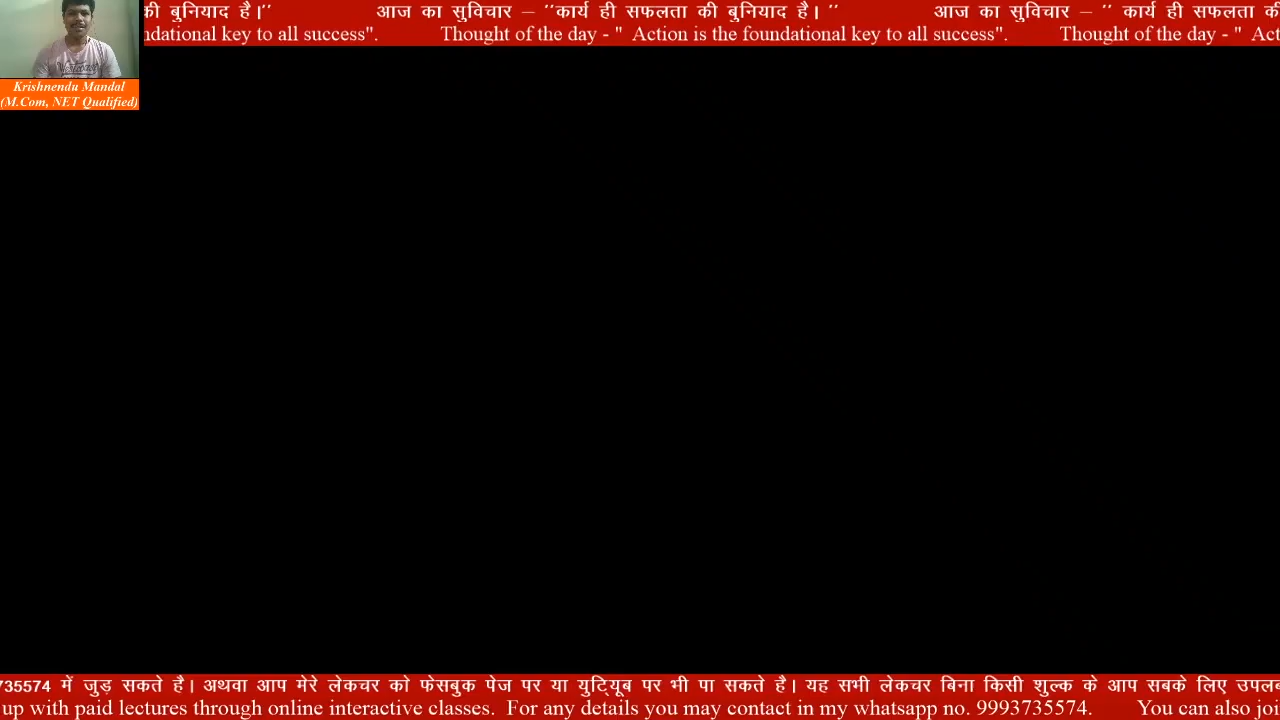 की बुनियाद है।'' आज का सुविचार – ''कार्य ही सफलता की बुनियाद है। '' आज का सुविचार – '' कार्य ही सफलता की
ndational key to all success". Thought of the day - " Action is the foundational key to all success". Thought of the day - " Act
Krishnendu Mandal
(M.Com, NET Qualified)
735574 में जुड़ सकते है। अथवा आप मेरे लेकचर को फेसबुक पेज पर या युटि्यूब पर भी पा सकते है। यह सभी लेकचर बिना किसी शुल्क के आप सबके लिए उपल
up with paid lectures through online interactive classes. For any details you may contact in my whatsapp no. 9993735574. You can also joi